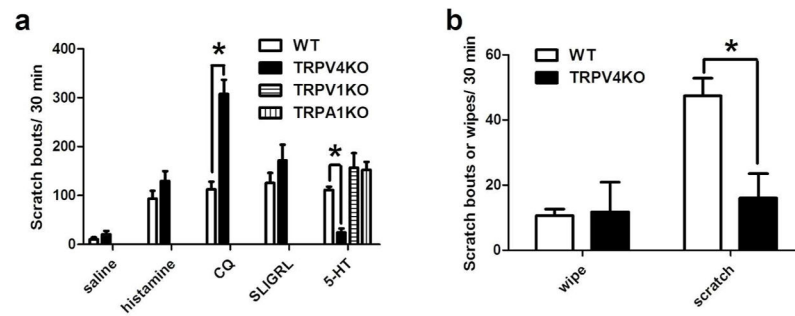 a
Scratch bouts/ 30 min
400
300
200
100
0
*
*
WT
TRPV4KO
TRPV1KO
TRPA1KO
saline
histamine
CQ
SLIGRL
5-HT
b
Scratch bouts or wipes/ 30 min
60
40
20
0
WT
TRPV4KO
*
wipe
scratch